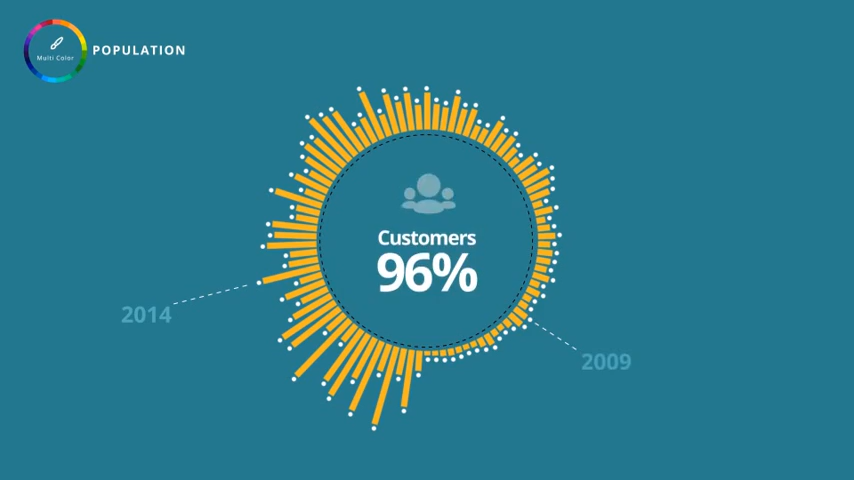 Multi Color
POPULATION
Customers
96%
2014
2009